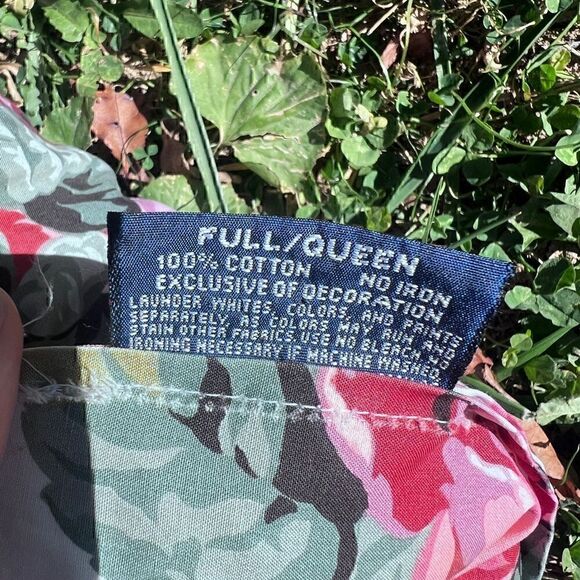 FULL/QUEEN
100% COTTON NO IRON
EXCLUSIVE OF DECORATION
LAUNDER WHITES, COLORS, AND PRINTS
SEPARATELY, AS COLORS MAY RUN AND
STAIN OTHER FABRICS. USE NO BLEACH. NO
IRONING NECESSARY IF MACHINE WASHED